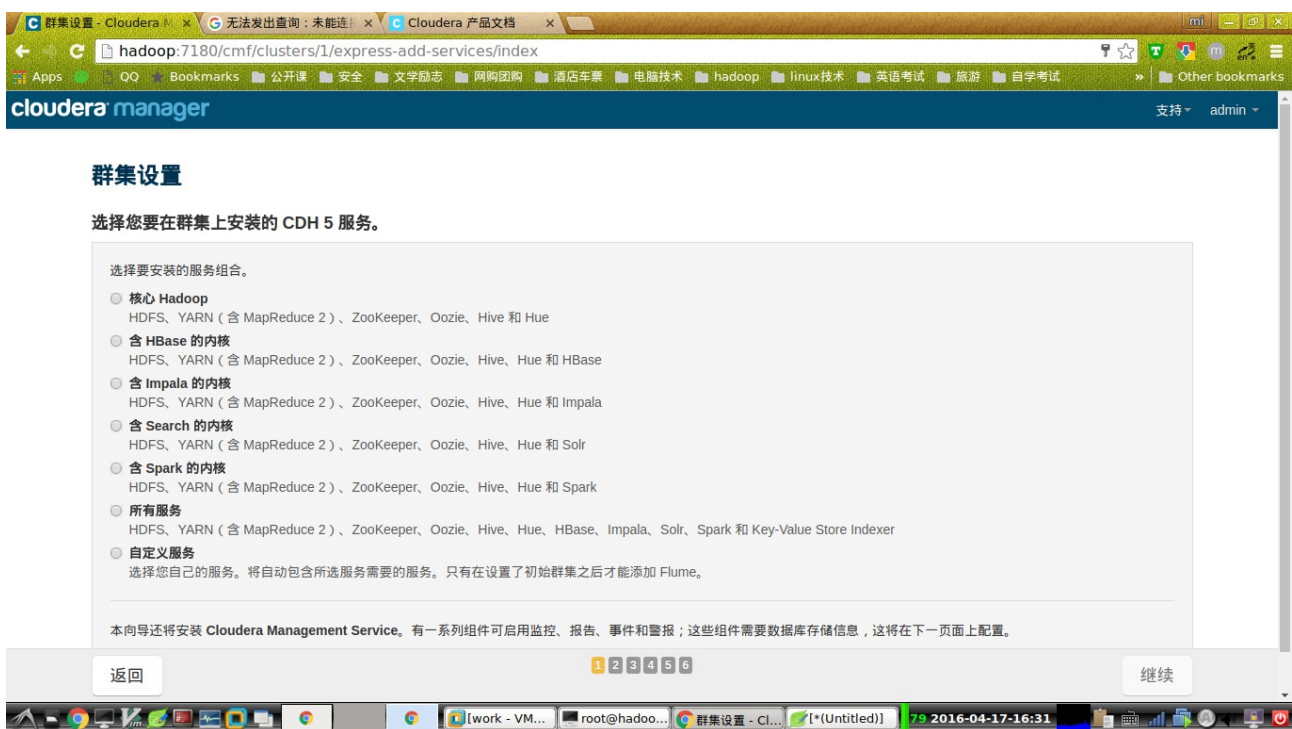 群集设置 - Cloudera M
无法发出查询：未能连
Cloudera 产品文档
mi
hadoop:7180/cmf/clusters/1/express-add-services/index
Apps
QQ
Bookmarks
公开课
安全
文学励志
网购团购
酒店车票
电脑技术
hadoop
linux技术
英语考试
旅游
自学考试
»
Other bookmarks
cloudera manager
支持
admin
群集设置
选择您要在群集上安装的 CDH 5 服务。
选择要安装的服务组合。
核心 Hadoop
HDFS、YARN（含 MapReduce 2）、ZooKeeper、Oozie、Hive 和 Hue
含 HBase 的内核
HDFS、YARN（含 MapReduce 2）、ZooKeeper、Oozie、Hive、Hue 和 HBase
含 Impala 的内核
HDFS、YARN（含 MapReduce 2）、ZooKeeper、Oozie、Hive、Hue 和 Impala
含 Search 的内核
HDFS、YARN（含 MapReduce 2）、ZooKeeper、Oozie、Hive、Hue 和 Solr
含 Spark 的内核
HDFS、YARN（含 MapReduce 2）、ZooKeeper、Oozie、Hive、Hue 和 Spark
所有服务
HDFS、YARN（含 MapReduce 2）、ZooKeeper、Oozie、Hive、Hue、HBase、Impala、Solr、Spark 和 Key-Value Store Indexer
自定义服务
选择您自己的服务。将自动包含所选服务需要的服务。只有在设置了初始群集之后才能添加 Flume。
本向导还将安装 Cloudera Management Service。有一系列组件可启用监控、报告、事件和警报；这些组件需要数据库存储信息，这将在下一页面上配置。
返回
1 2 3 4 5 6
继续
[work - VM...
root@hadoo...
群集设置 - Cl...
[*(Untitled)]
79 2016-04-17-16:31